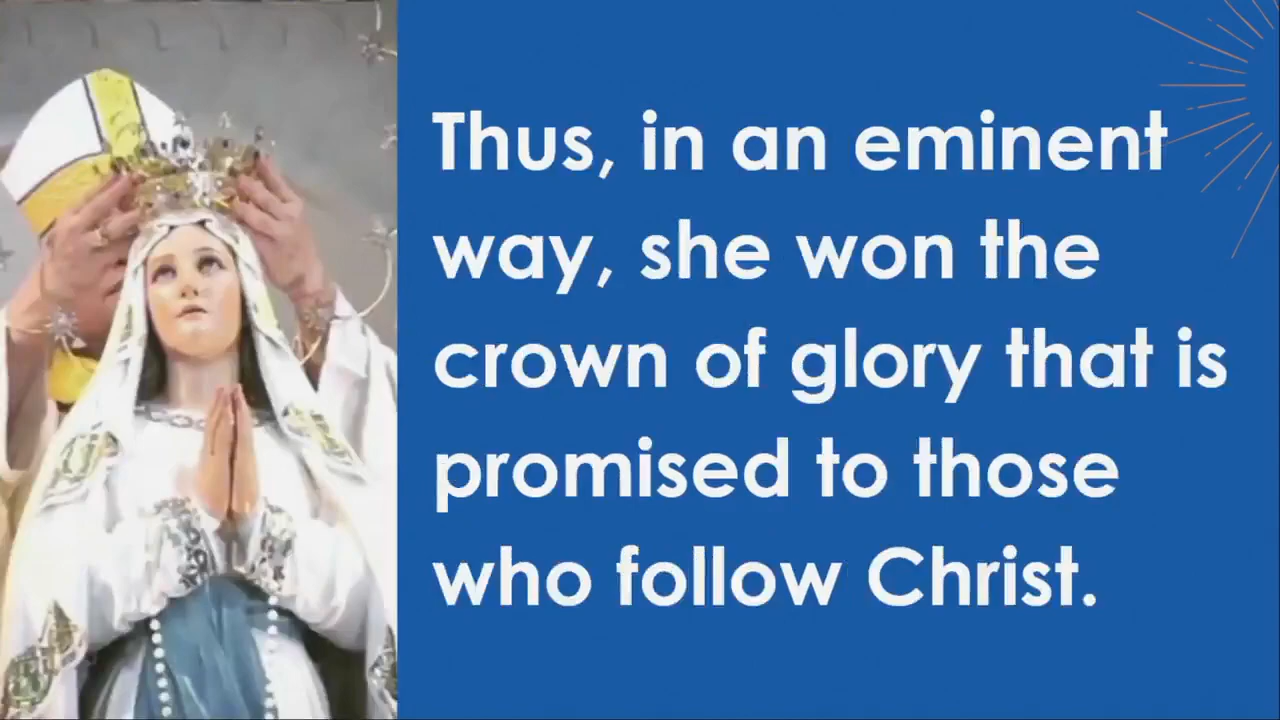 Thus, in an eminent
way, she won the
crown of glory that is
promised to those
who follow Christ.